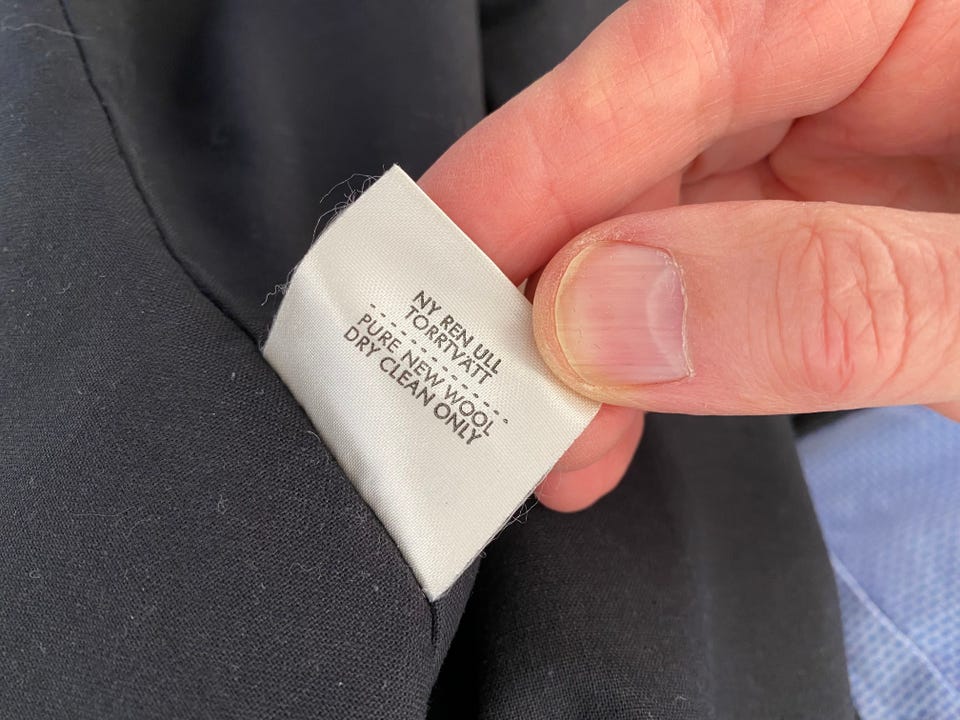 NY REN ULL
TORRTVÄTT
------------
PURE NEW WOOL
DRY CLEAN ONLY